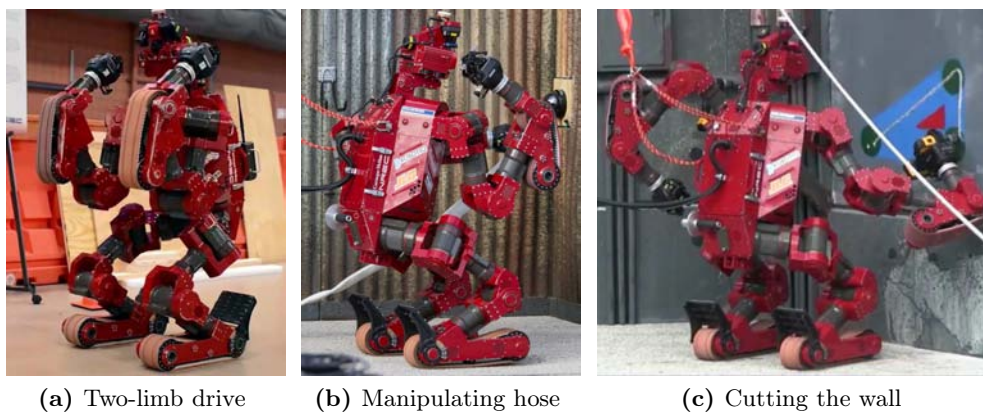 (a) Two-limb drive
(b) Manipulating hose
(c) Cutting the wall